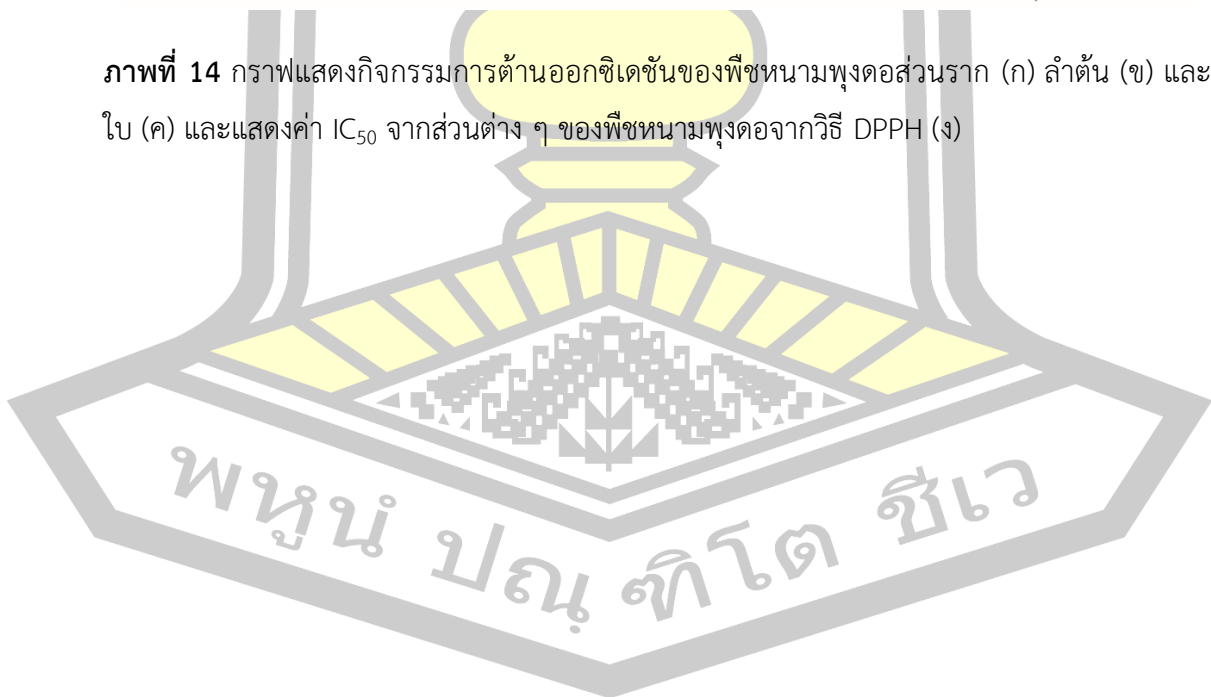 ภาพที่ 14 กราฟแสดงกิจกรรมการต้านออกซิเดชันของพืชหนามพุงดอส่วนราก (ก) ลำต้น (ข) และ
ใบ (ค) และแสดงค่า IC50 จากส่วนต่าง ๆ ของพืชหนามพุงดอจากวิธี DPPH (ง)
พหูนํ ปณฺฑิโต ชีเว